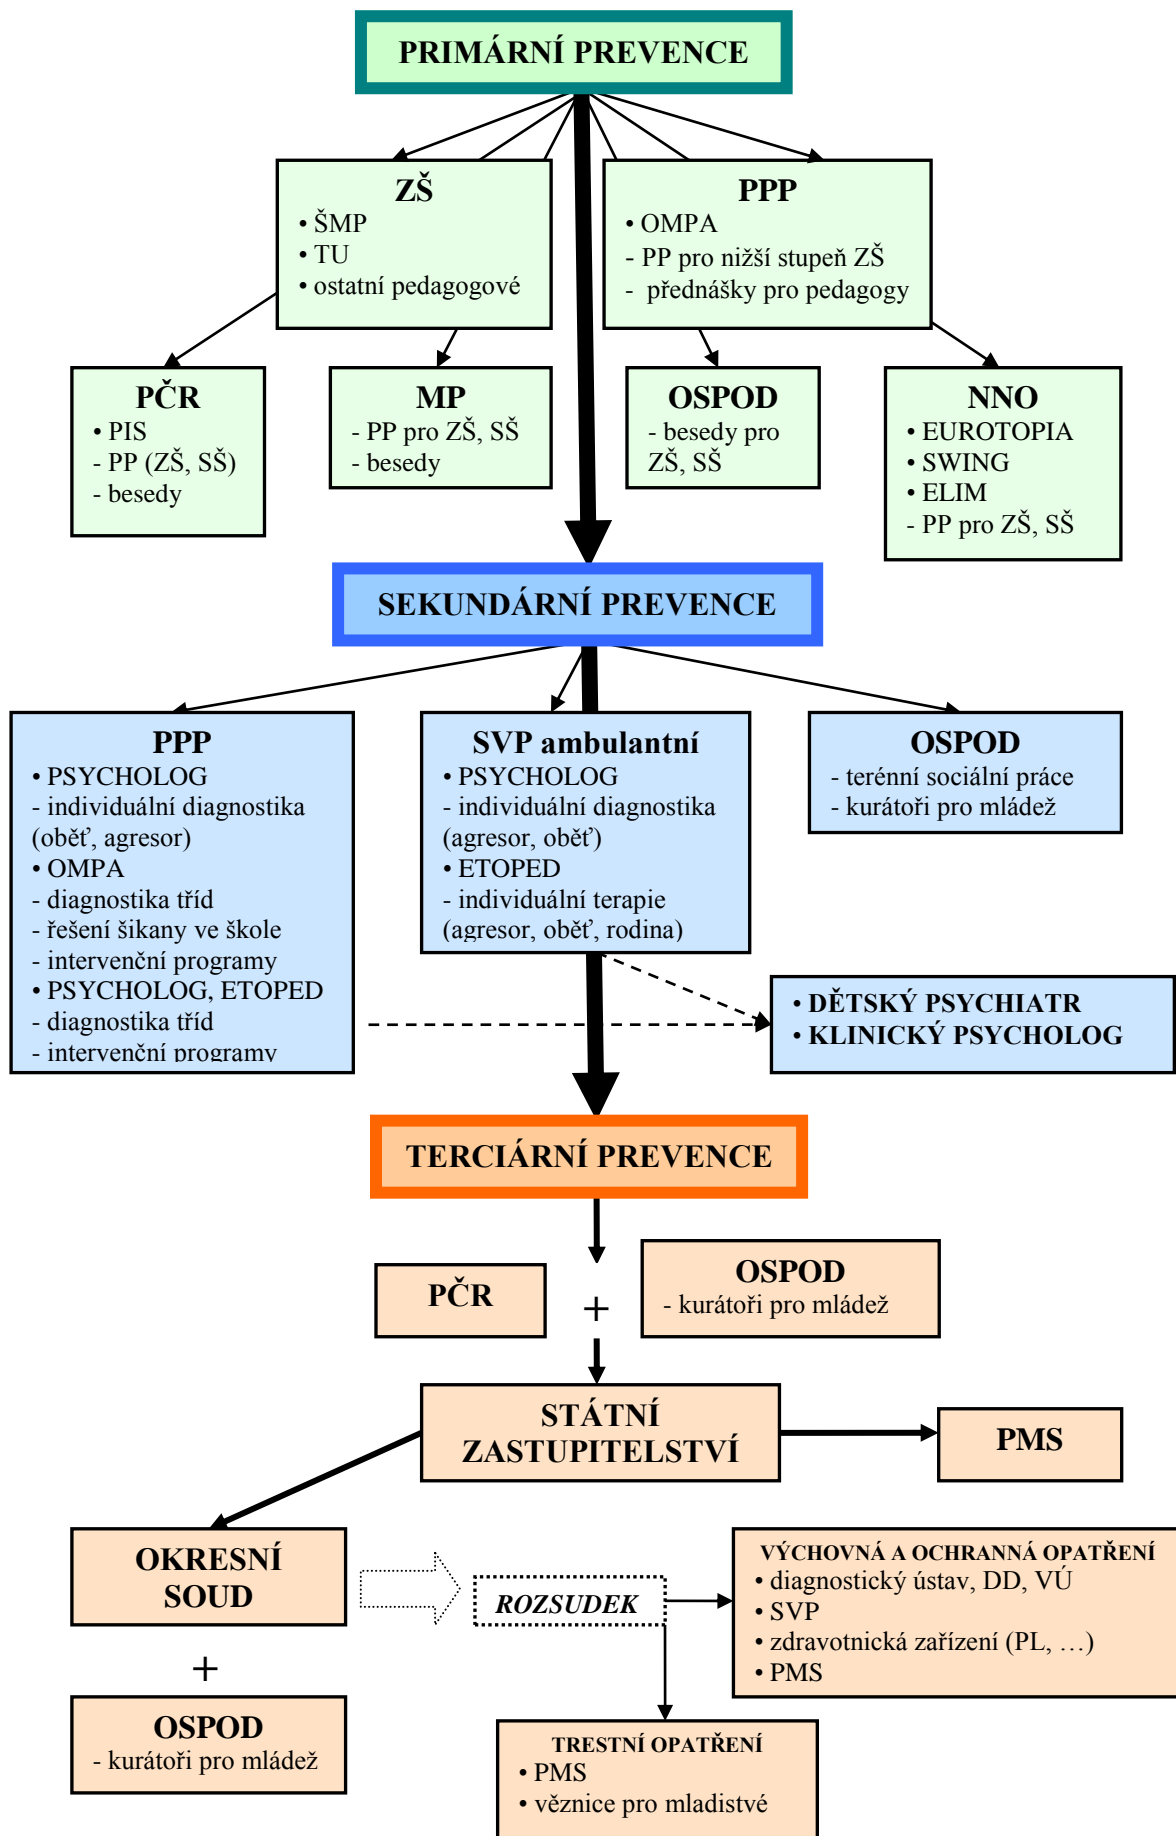 PRIMÁRNÍ PREVENCE
ZŠ
• ŠMP
• TU
• ostatní pedagogové
PPP
• OMPA
- PP pro nižší stupeň ZŠ
- přednášky pro pedagogy
PČR
• PIS
- PP (ZŠ, SŠ)
- besedy
MP
- PP pro ZŠ, SŠ
- besedy
OSPOD
- besedy pro
ZŠ, SŠ
NNO
• EUROTOPIA
• SWING
• ELIM
- PP pro ZŠ, SŠ
SEKUNDÁRNÍ PREVENCE
PPP
• PSYCHOLOG
- individuální diagnostika
(oběť, agresor)
• OMPA
- diagnostika tříd
- řešení šikany ve škole
- intervenční programy
• PSYCHOLOG, ETOPED
- diagnostika tříd
- intervenční programy
SVP ambulantní
• PSYCHOLOG
- individuální diagnostika
(agresor, oběť)
• ETOPED
- individuální terapie
(agresor, oběť, rodina)
OSPOD
- terénní sociální práce
- kurátoři pro mládež
• DĚTSKÝ PSYCHIATR
• KLINICKÝ PSYCHOLOG
TERCIÁRNÍ PREVENCE
PČR
+
OSPOD
- kurátoři pro mládež
STÁTNÍ
ZASTUPITELSTVÍ
PMS
OKRESNÍ
SOUD
+
OSPOD
- kurátoři pro mládež
ROZSUDEK
VÝCHOVNÁ A OCHRANNÁ OPATŘENÍ
• diagnostický ústav, DD, VÚ
• SVP
• zdravotnická zařízení (PL, …)
• PMS
TRESTNÍ OPATŘENÍ
• PMS
• věznice pro mladistvé